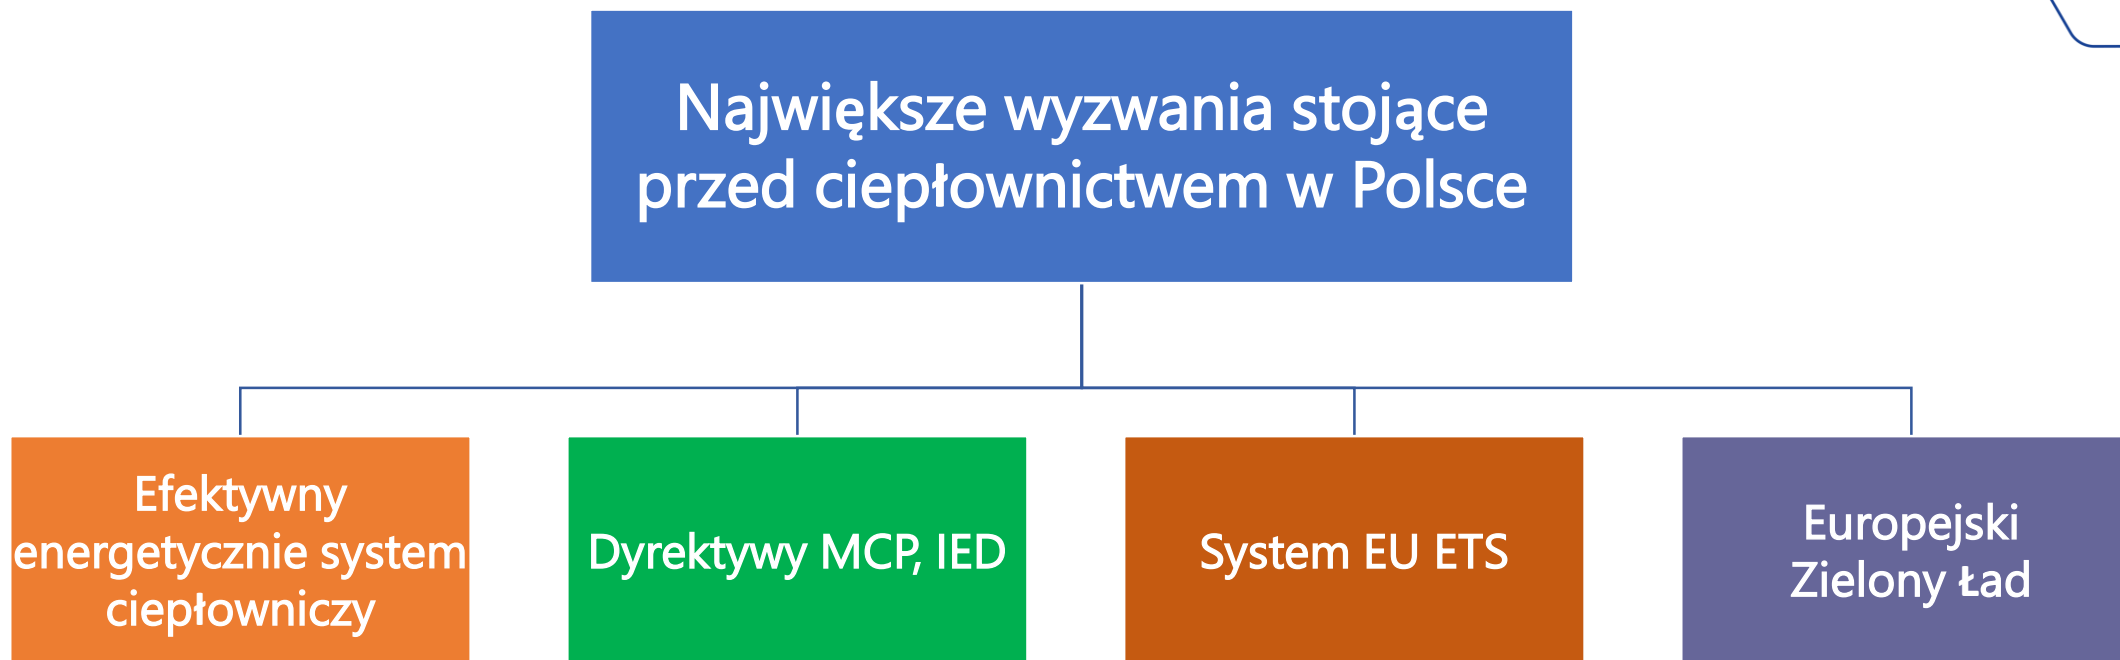 Największe wyzwania stojące
przed ciepłownictwem w Polsce
Efektywny
energetycznie system
ciepłowniczy
Dyrektywy MCP, IED
System EU ETS
Europejski
Zielony Ład